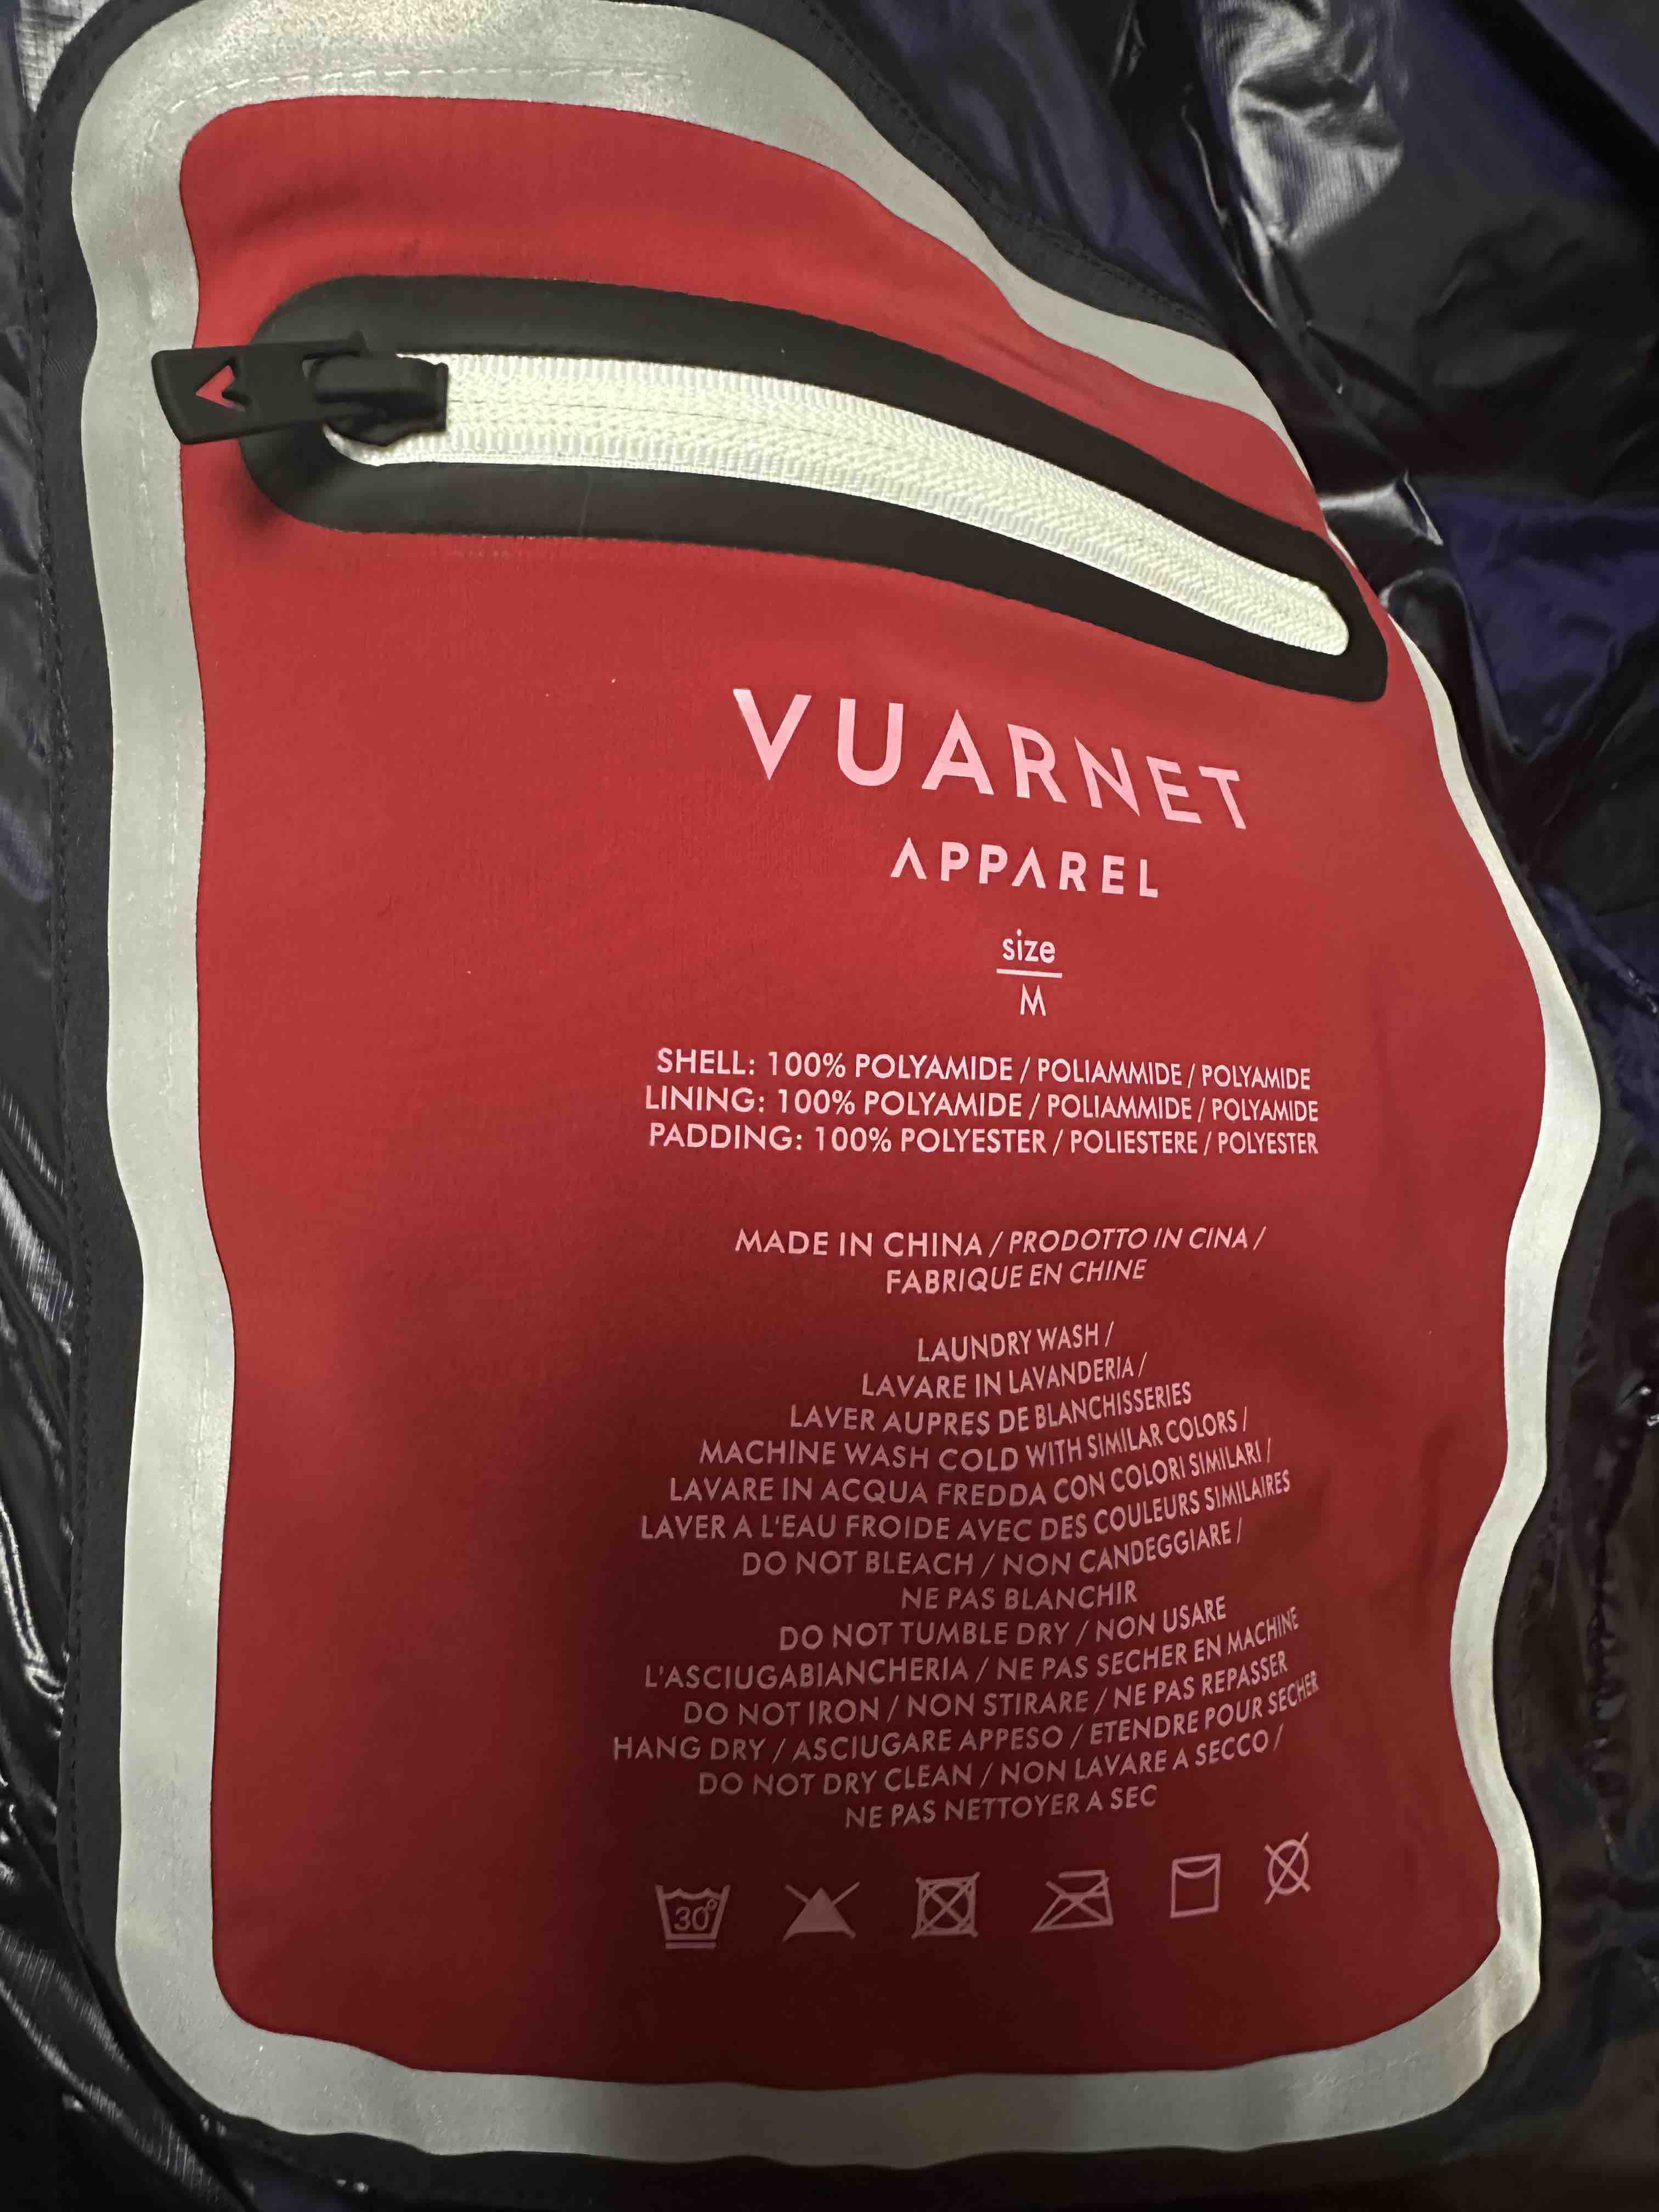 VUARNET
APPAREL
size
M
SHELL: 100% POLYAMIDE / POLIAMMIDE / POLYAMIDE
LINING: 100% POLYAMIDE / POLIAMMIDE / POLYAMIDE
PADDING: 100% POLYESTER / POLIESTERE / POLYESTER
MADE IN CHINA / PRODOTTO IN CINA /
FABRIQUE EN CHINE
LAUNDRY WASH /
LAVARE IN LAVANDERIA /
LAVER AUPRES DE BLANCHISSERIES
MACHINE WASH COLD WITH SIMILAR COLORS /
LAVARE IN ACQUA FREDDA CON COLORI SIMILARI /
LAVER A L'EAU FROIDE AVEC DES COULEURS SIMILAIRES
DO NOT BLEACH / NON CANDEGGIARE /
NE PAS BLANCHIR
DO NOT TUMBLE DRY / NON USARE
L'ASCIUGABIANCHERIA / NE PAS SECHER EN MACHINE
DO NOT IRON / NON STIRARE / NE PAS REPASSER
HANG DRY / ASCIUGARE APPESO / ETENDRE POUR SECHER
DO NOT DRY CLEAN / NON LAVARE A SECCO /
NE PAS NETTOYER A SEC
30°